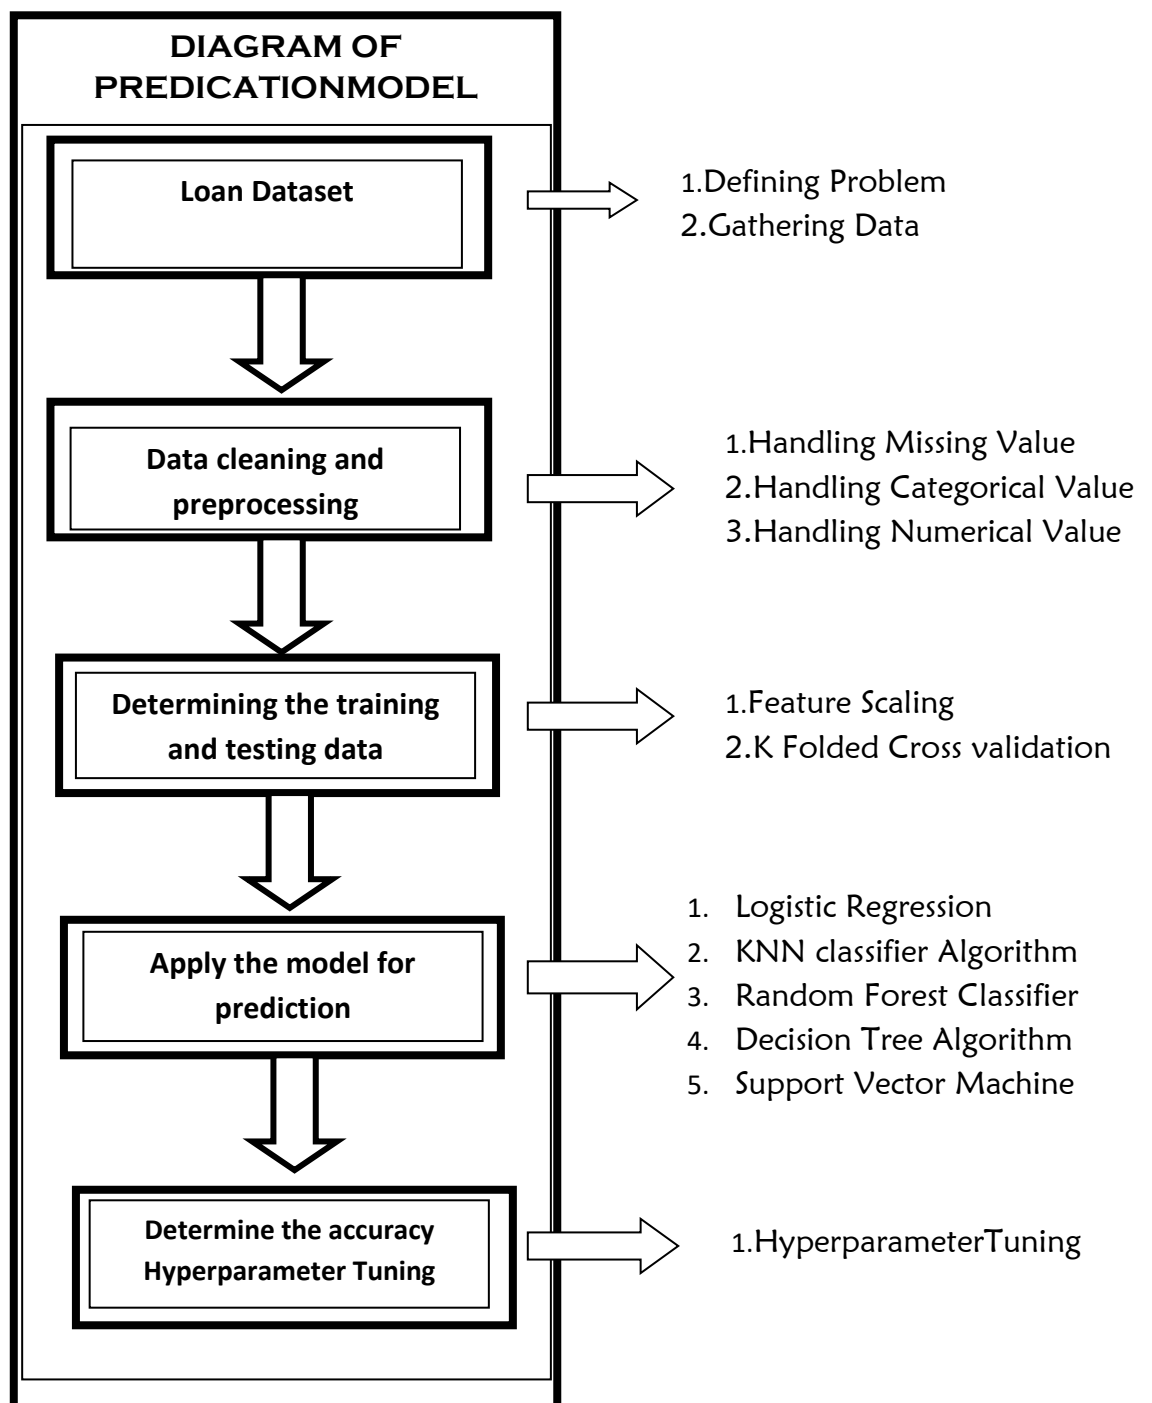 DIAGRAM OF
PREDICATIONMODEL
Loan Dataset
1.Defining Problem
2.Gathering Data
Data cleaning and
preprocessing
1.Handling Missing Value
2.Handling Categorical Value
3.Handling Numerical Value
Determining the training
and testing data
1.Feature Scaling
2.K Folded Cross validation
Apply the model for
prediction
1. Logistic Regression
2. KNN classifier Algorithm
3. Random Forest Classifier
4. Decision Tree Algorithm
5. Support Vector Machine
Determine the accuracy
Hyperparameter Tuning
1.HyperparameterTuning